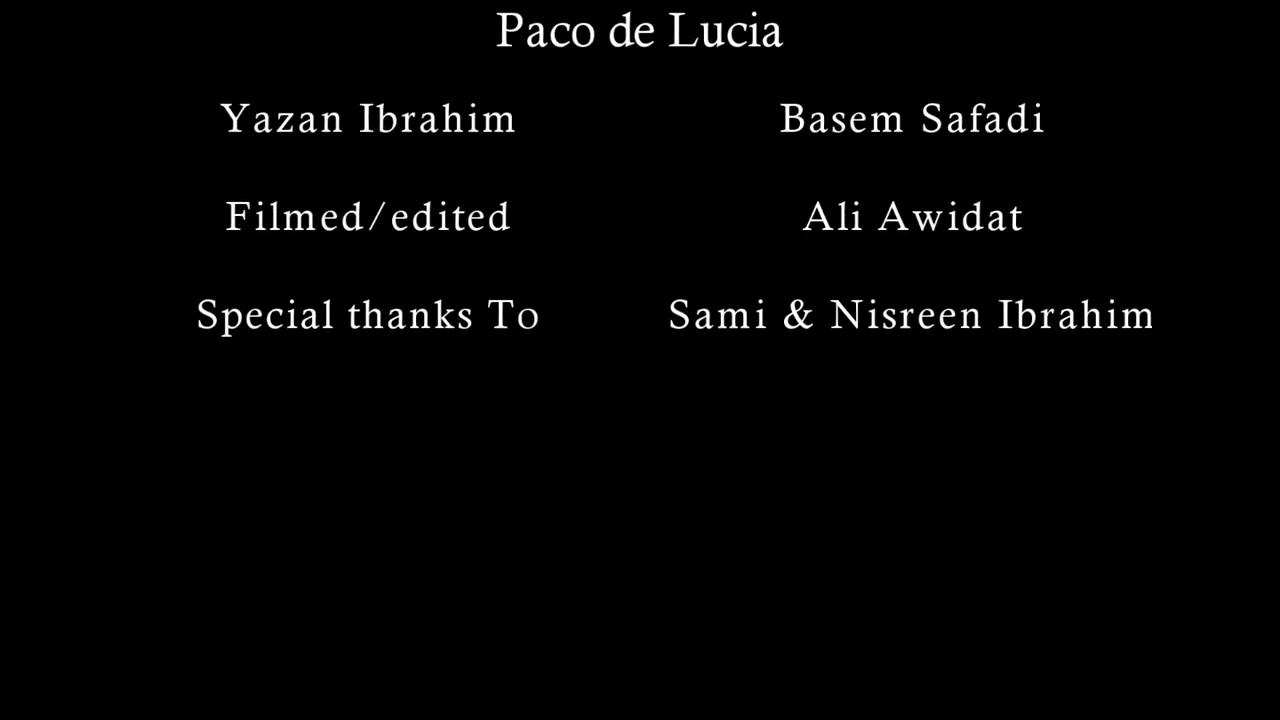 Paco de Lucia
Yazan Ibrahim Basem Safadi
Filmed/edited Ali Awidat
Special thanks To Sami & Nisreen Ibrahim